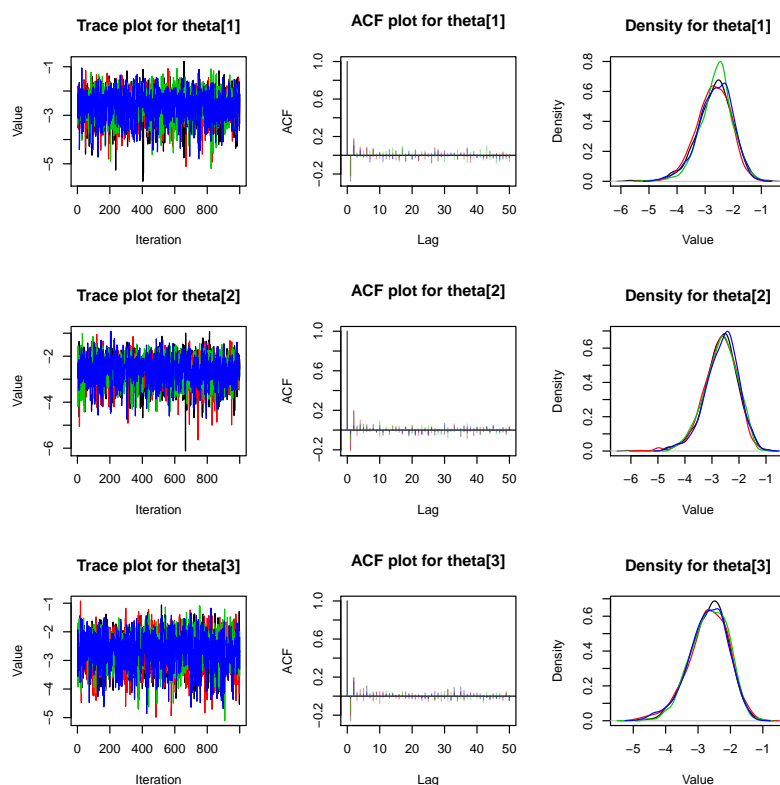 Trace plot for theta[1]
Value
-1
-3
-5
0 200 400 600 800
Iteration
ACF plot for theta[1]
ACF
1.0
0.6
0.2
-0.2
0 10 20 30 40 50
Lag
Density for theta[1]
Density
0.8
0.6
0.4
0.2
0.0
-6 -5 -4 -3 -2 -1
Value
Trace plot for theta[2]
Value
-2
-4
-6
0 200 400 600 800
Iteration
ACF plot for theta[2]
ACF
1.0
0.6
0.2
-0.2
0 10 20 30 40 50
Lag
Density for theta[2]
Density
0.6
0.4
0.2
0.0
-6 -5 -4 -3 -2 -1
Value
Trace plot for theta[3]
Value
-1
-2
-3
-4
-5
0 200 400 600 800
Iteration
ACF plot for theta[3]
ACF
1.0
0.6
0.2
-0.2
0 10 20 30 40 50
Lag
Density for theta[3]
Density
0.6
0.4
0.2
0.0
-5 -4 -3 -2 -1
Value